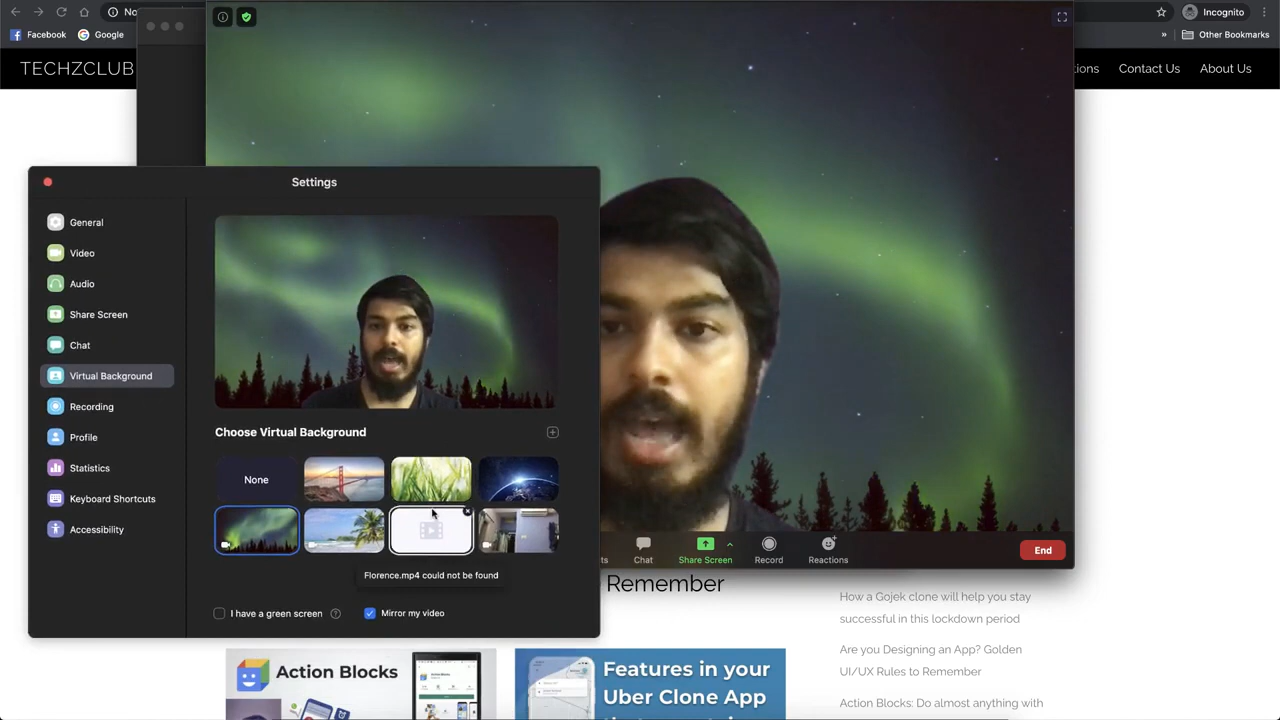 No
Incognito
Facebook
Google
»
Other Bookmarks
TECHZCLUB
Contact Us
About Us
Settings
General
Video
Audio
Share Screen
Chat
Virtual Background
Recording
Profile
Statistics
Keyboard Shortcuts
Accessibility
Choose Virtual Background
None
Florence.mp4 could not be found
I have a green screen
?
Mirror my video
Chat
Share Screen
Record
Reactions
End
Remember
How a Gojek clone will help you stay
successful in this lockdown period
Are you Designing an App? Golden
UI/UX Rules to Remember
Action Blocks: Do almost anything with
Action Blocks
Features in your
Uber Clone App